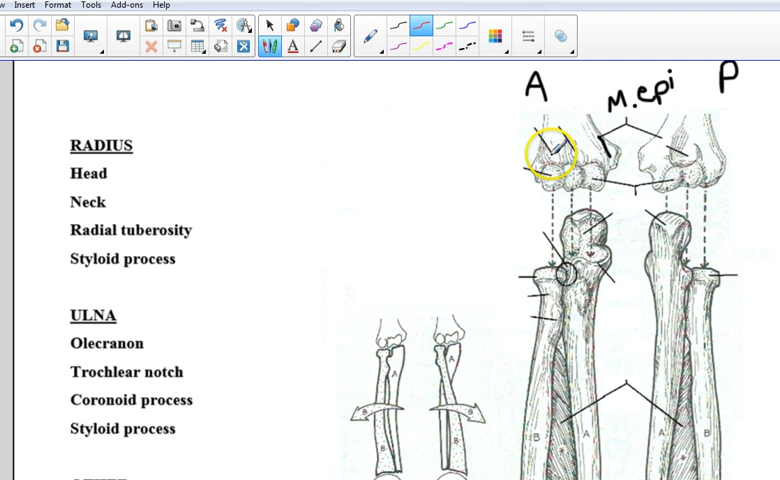 Insert Format Tools Add-ons Help
A M.epi P
RADIUS
Head
Neck
Radial tuberosity
Styloid process
ULNA
Olecranon
Trochlear notch
Coronoid process
Styloid process
A A
B B
B B
B A A B